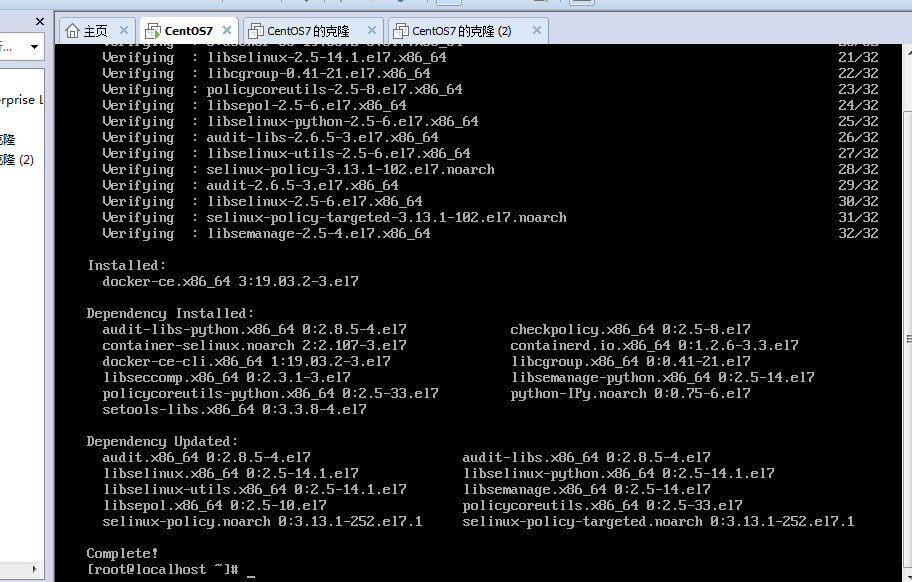 主页 CentOS7 CentOS7 的克隆 CentOS7 的克隆 (2)
erprise L
克隆
克隆 (2)
Verifying : libselinux-2.5-14.1.el7.x86_64 21/32
Verifying : libcgroup-0.41-21.el7.x86_64 22/32
Verifying : policycoreutils-2.5-8.el7.x86_64 23/32
Verifying : libsepol-2.5-6.el7.x86_64 24/32
Verifying : libselinux-python-2.5-6.el7.x86_64 25/32
Verifying : audit-libs-2.6.5-3.el7.x86_64 26/32
Verifying : libselinux-utils-2.5-6.el7.x86_64 27/32
Verifying : selinux-policy-3.13.1-102.el7.noarch 28/32
Verifying : audit-2.6.5-3.el7.x86_64 29/32
Verifying : libselinux-2.5-6.el7.x86_64 30/32
Verifying : selinux-policy-targeted-3.13.1-102.el7.noarch 31/32
Verifying : libsemanage-2.5-4.el7.x86_64 32/32
Installed:
docker-ce.x86_64 3:19.03.2-3.el7
Dependency Installed:
audit-libs-python.x86_64 0:2.8.5-4.el7 checkpolicy.x86_64 0:2.5-8.el7
container-selinux.noarch 2:2.107-3.el7 containerd.io.x86_64 0:1.2.6-3.3.el7
docker-ce-cli.x86_64 1:19.03.2-3.el7 libcgroup.x86_64 0:0.41-21.el7
libseccomp.x86_64 0:2.3.1-3.el7 libsemanage-python.x86_64 0:2.5-14.el7
policycoreutils-python.x86_64 0:2.5-33.el7 python-IPy.noarch 0:0.75-6.el7
setools-libs.x86_64 0:3.3.8-4.el7
Dependency Updated:
audit.x86_64 0:2.8.5-4.el7 audit-libs.x86_64 0:2.8.5-4.el7
libselinux.x86_64 0:2.5-14.1.el7 libselinux-python.x86_64 0:2.5-14.1.el7
libselinux-utils.x86_64 0:2.5-14.1.el7 libsemanage.x86_64 0:2.5-14.el7
libsepol.x86_64 0:2.5-10.el7 policycoreutils.x86_64 0:2.5-33.el7
selinux-policy.noarch 0:3.13.1-252.el7.1 selinux-policy-targeted.noarch 0:3.13.1-252.el7.1
Complete!
[root@localhost ~]# _